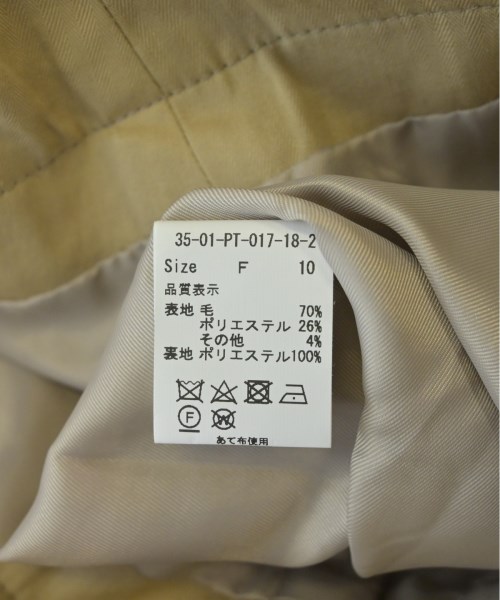 35-01-PT-017-18-2
Size F 10
品質表示
表地 毛 70%
ポリエステル 26%
その他 4%
裏地 ポリエステル100%
F W
あて布使用